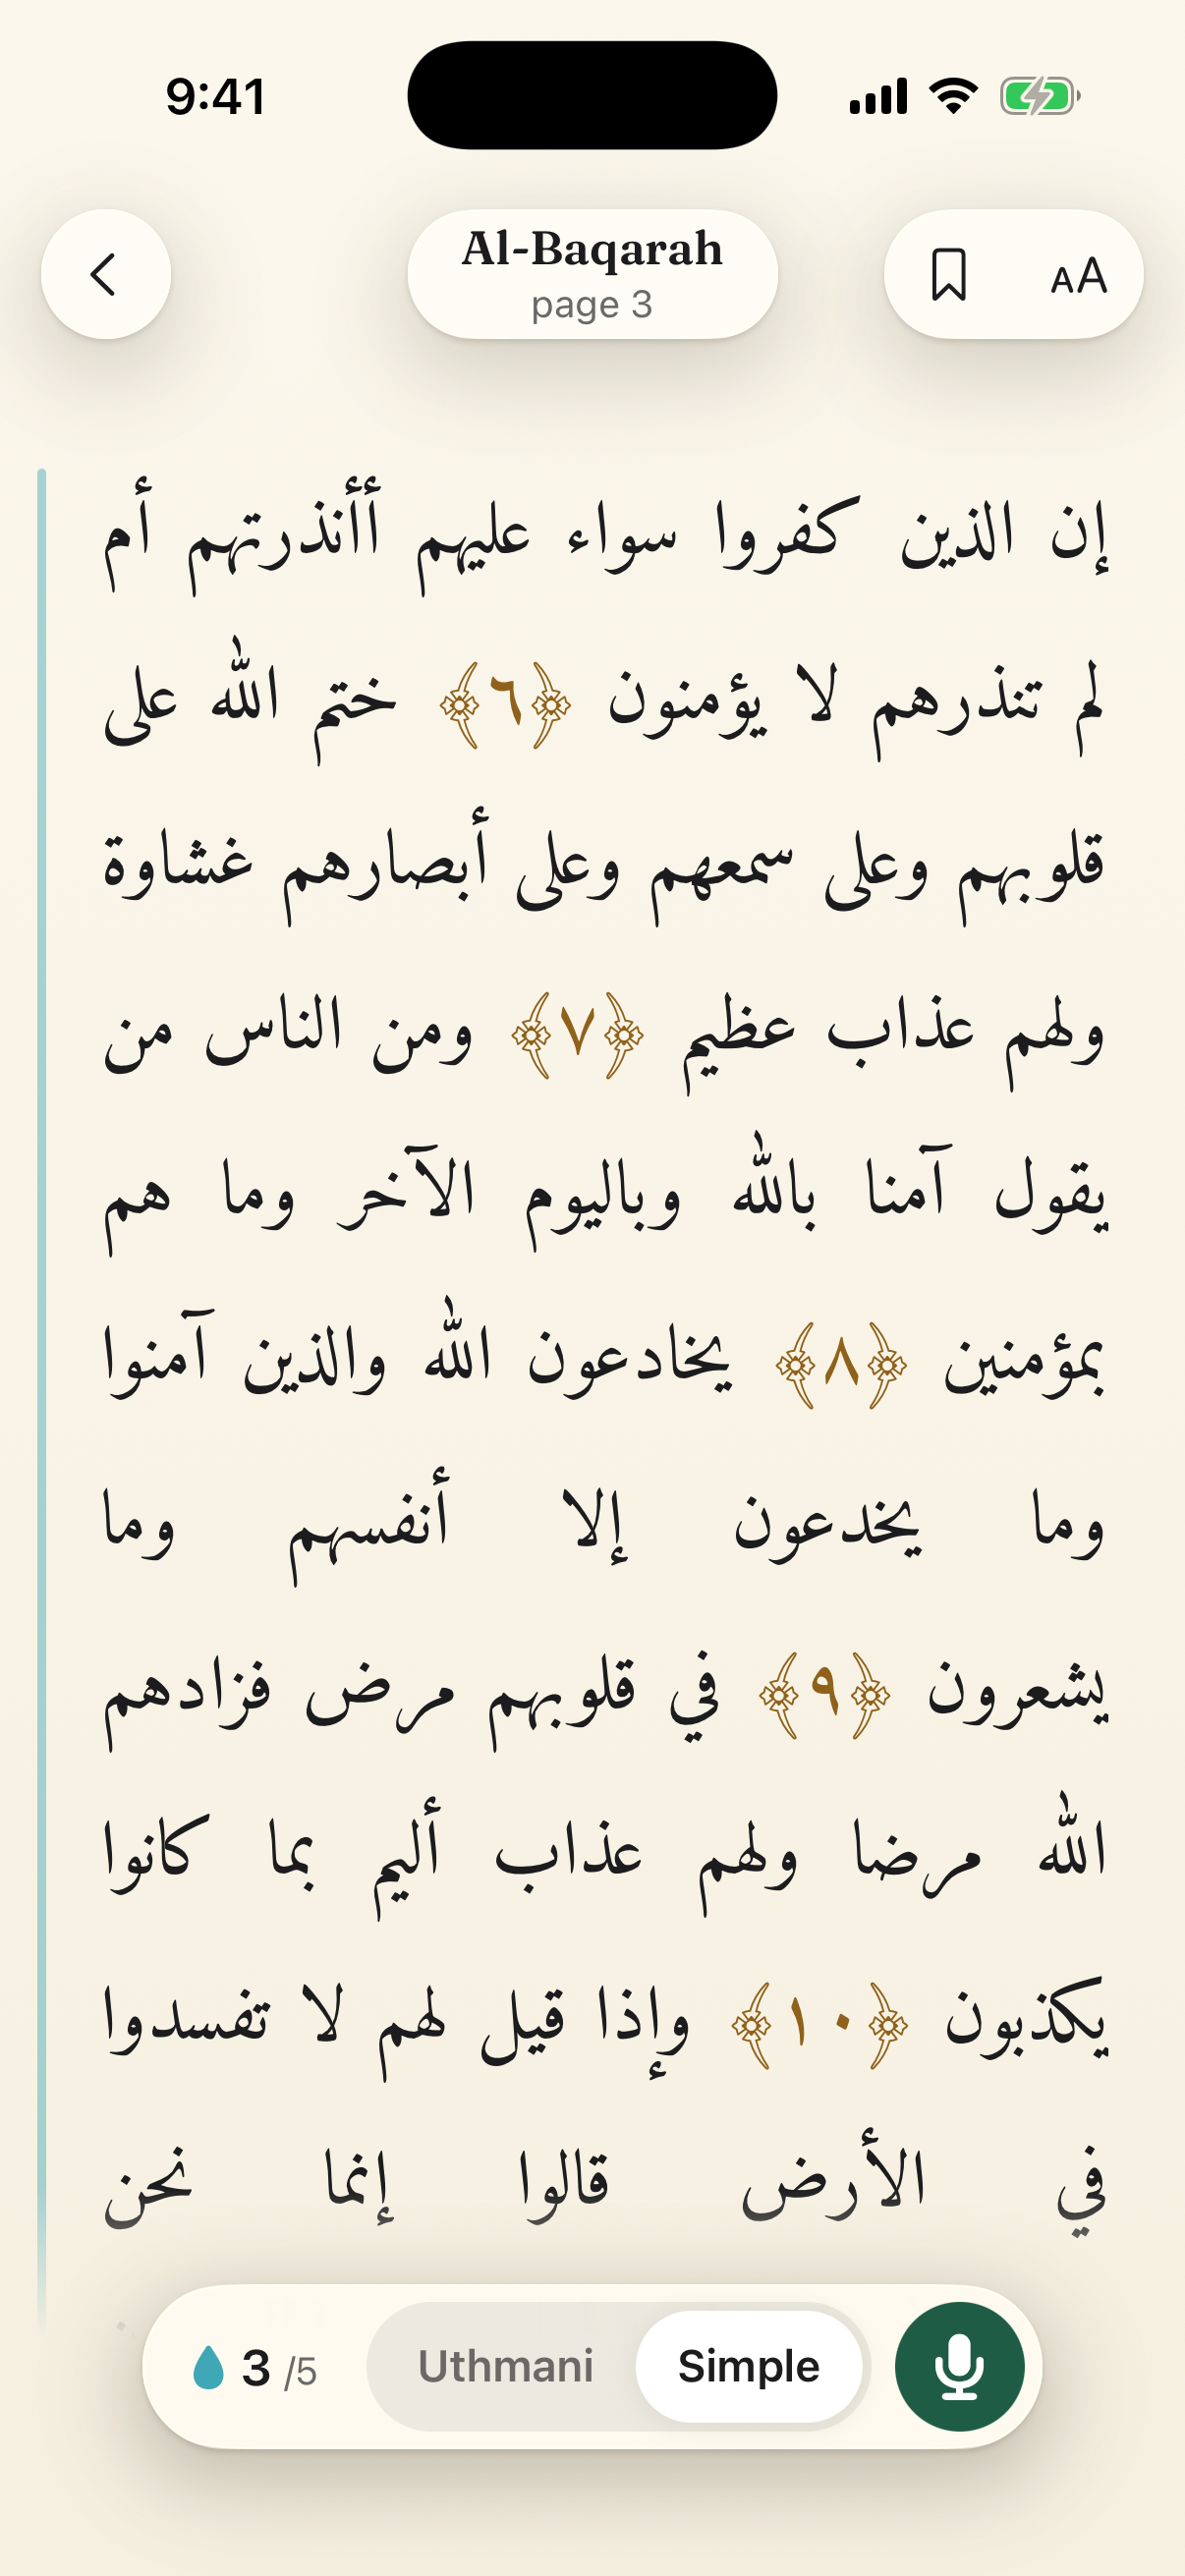 9:41
Al-Baqarah
page 3
AA
إن الذين كفروا سواء عليهم أأنذرتهم أم
لم تنذرهم لا يؤمنون ﴿٦﴾ ختم الله على
قلوبهم وعلى سمعهم وعلى أبصارهم غشاوة
ولهم عذاب عظيم ﴿٧﴾ ومن الناس من
يقول آمنا بالله وباليوم الآخر وما هم
بمؤمنين ﴿٨﴾ يخادعون الله والذين آمنوا
وما يخدعون إلا أنفسهم وما
يشعرون ﴿٩﴾ في قلوبهم مرض فزادهم
الله مرضا ولهم عذاب أليم بما كانوا
يكذبون ﴿١٠﴾ وإذا قيل لهم لا تفسدوا
في الأرض قالوا إنما نحن
3 /5 Uthmani Simple